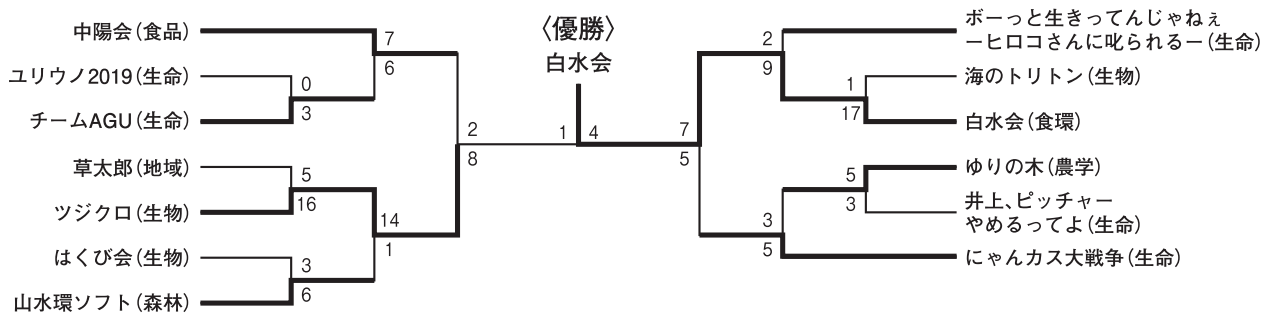 〈優勝〉
白水会
中陽会（食品）
ユリウノ2019（生命）
チームAGU（生命）
草太郎（地域）
ツジクロ（生物）
はくび会（生物）
山水環ソフト（森林）
7
6
0
3
5
16
3
6
14
1
2
8
1
4
7
5
2
9
1
17
5
3
3
5
ボーっと生きってんじゃねぇ
ーヒロコさんに叱られるー（生命）
海のトリトン（生物）
白水会（食環）
ゆりの木（農学）
井上、ピッチャー
やめるってよ（生命）
にゃんカス大戦争（生命）